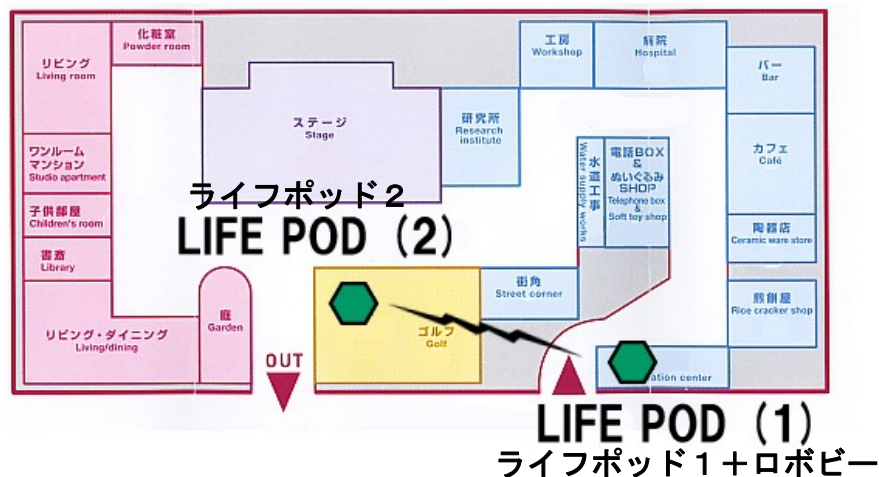 リビング
Living room
化粧室
Powder room
ワンルーム
マンション
Studio apartment
子供部屋
Children's room
書斎
Library
リビング・ダイニング
Living/dining
庭
Garden
OUT
ステージ
Stage
研究所
Research
institute
工房
Workshop
病院
Hospital
バー
Bar
カフェ
Café
陶器店
Ceramic ware store
煎餅屋
Rice cracker shop
水道工事
Water supply works
電話BOX
&
ぬいぐるみ
SHOP
Telephone box
&
Soft toy shop
街角
Street corner
ゴルフ
Golf
ライフポッド２
LIFE POD（2）
ation center
LIFE POD（1）
ライフポッド１＋ロボビー